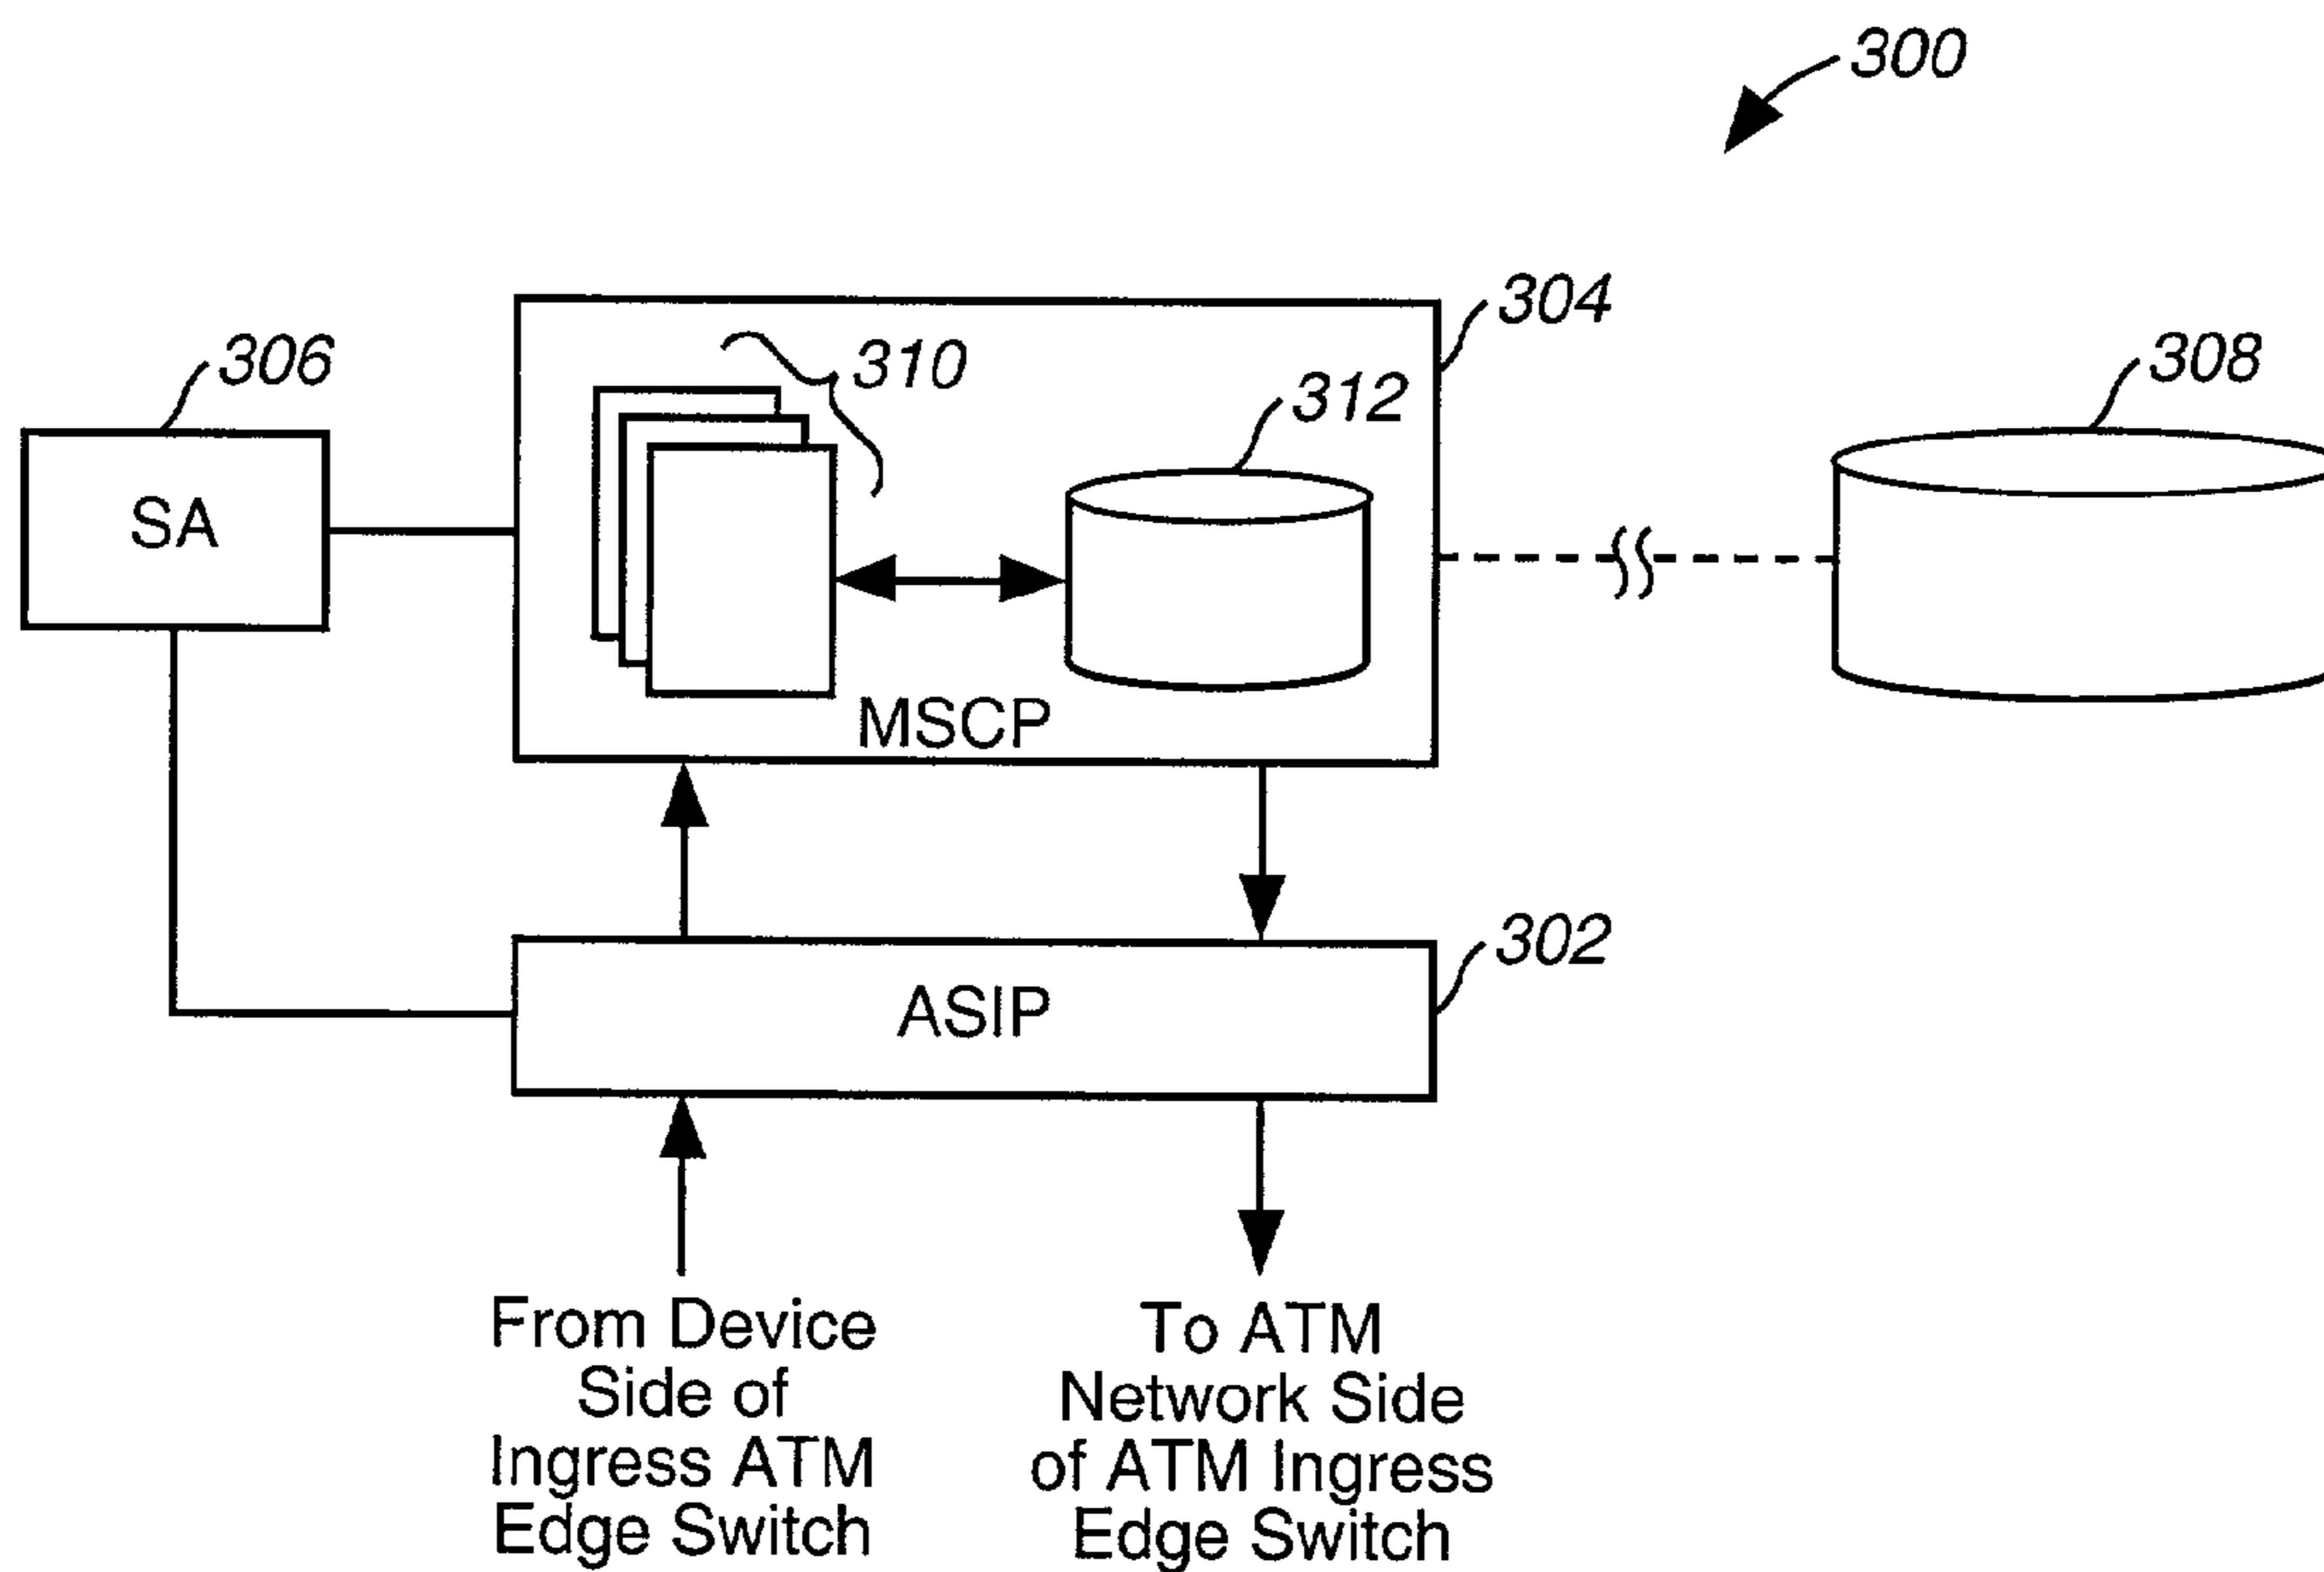 300
304
306
310
308
312
SA
MSCP
302
ASIP
From Device
Side of
Ingress ATM
Edge Switch
To ATM
Network Side
of ATM Ingress
Edge Switch